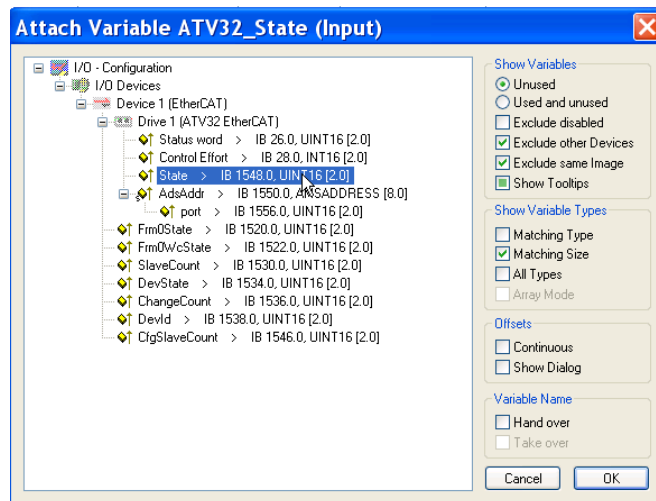 Attach Variable ATV32_State (Input)
I/O - Configuration
I/O Devices
Device 1 (EtherCAT)
Drive 1 (ATV32 EtherCAT)
Status word > IB 26.0, UINT16 [2.0]
Control Effort > IB 28.0, INT16 [2.0]
State > IB 1548.0, UINT16 [2.0]
AdsAddr > IB 1550.0, AMSADDRESS [8.0]
port > IB 1556.0, UINT16 [2.0]
Frm0State > IB 1520.0, UINT16 [2.0]
Frm0WcState > IB 1522.0, UINT16 [2.0]
SlaveCount > IB 1530.0, UINT16 [2.0]
DevState > IB 1534.0, UINT16 [2.0]
ChangeCount > IB 1536.0, UINT16 [2.0]
DevId > IB 1538.0, UINT16 [2.0]
CfgSlaveCount > IB 1546.0, UINT16 [2.0]
Show Variables
Unused
Used and unused
Exclude disabled
Exclude other Devices
Exclude same Image
Show Tooltips
Show Variable Types
Matching Type
Matching Size
All Types
Array Mode
Offsets
Continuous
Show Dialog
Variable Name
Hand over
Take over
Cancel
OK